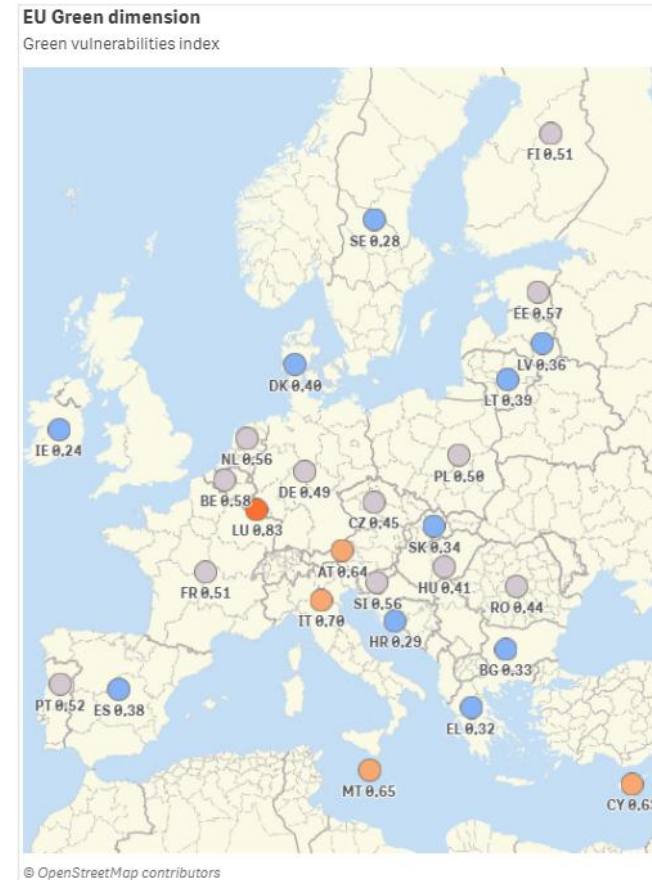 EU Green dimension
Green vulnerabilities index
FI 0,51
SE 0,28
EE 0,57
LV 0,36
DK 0,40
LT 0,39
IE 0,24
NL 0,56
PL 0,50
BE 0,58
DE 0,49
CZ 0,45
LU 0,83
SK 0,34
AT 0,64
HU 0,41
FR 0,51
SI 0,56
RO 0,44
IT 0,70
HR 0,29
BG 0,33
PT 0,52
ES 0,38
EL 0,32
MT 0,65
CY
© OpenStreetMap contributors